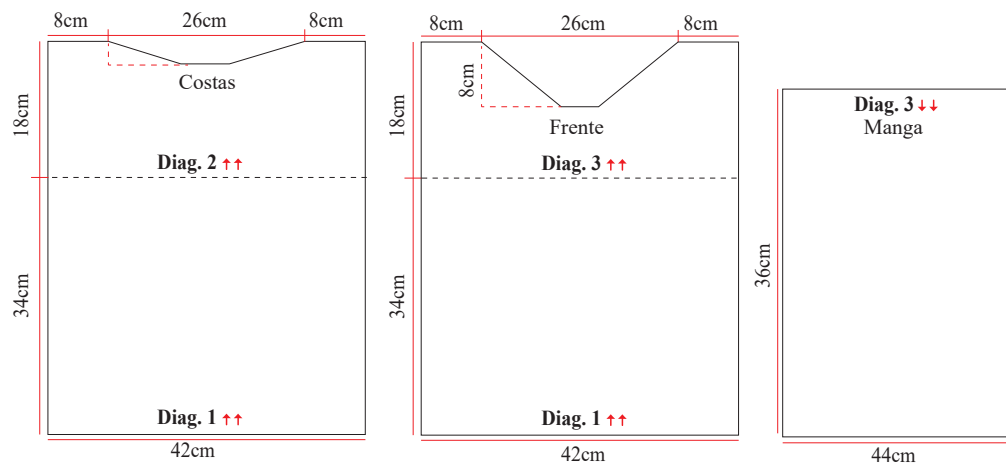 8cm
26cm
Costas
18cm
Diag. 2 ↑↑
34cm
Diag. 1 ↑↑
42cm
8cm
26cm
8cm
8cm
Frente
18cm
Diag. 3 ↑↑
34cm
Diag. 1 ↑↑
42cm
Diag. 3 ↓↓
Manga
36cm
44cm